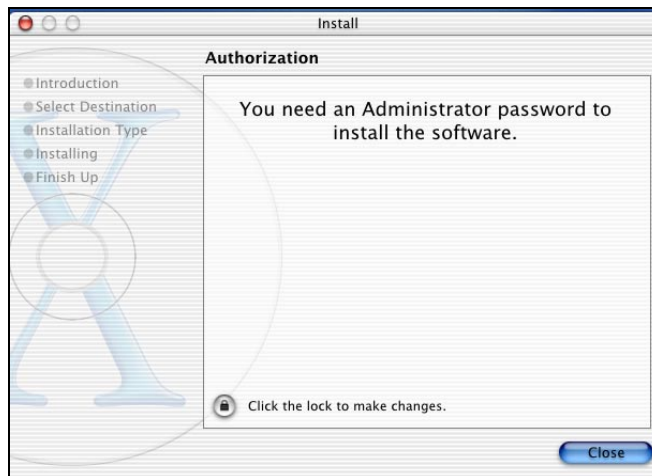 Install
Authorization
Introduction
Select Destination
Installation Type
Installing
Finish Up
You need an Administrator password to
install the software.
Click the lock to make changes.
Close